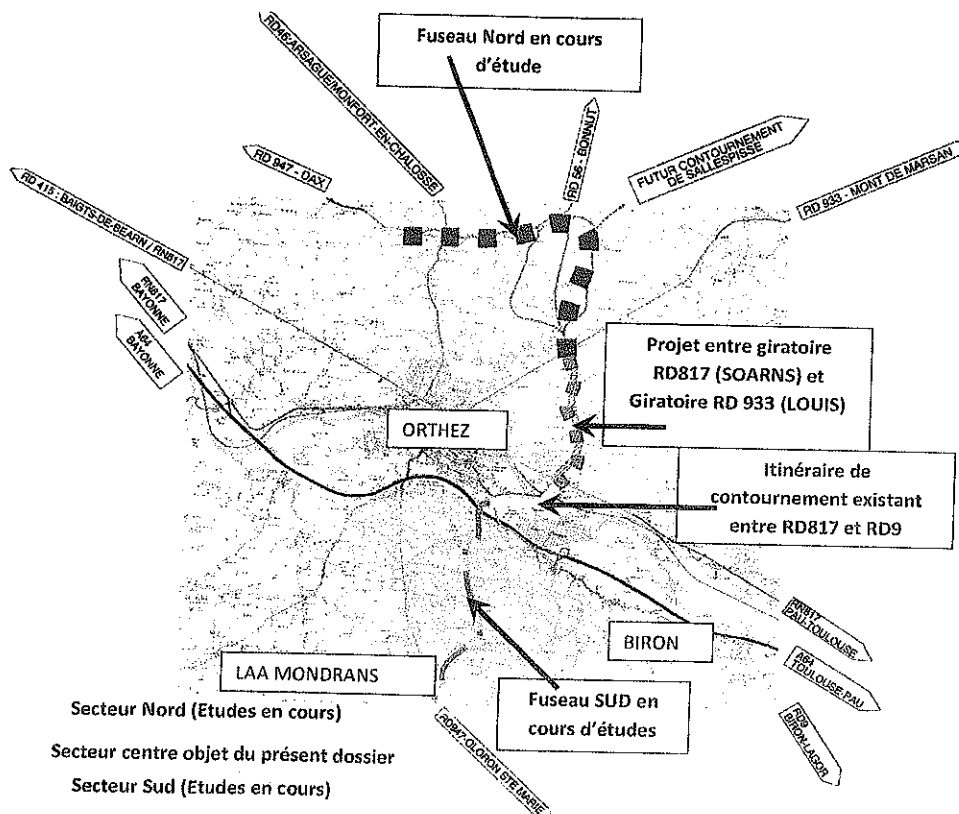 Fuseau Nord en cours
d'étude
RD46:ARSAGUE/MONFORT-EN-CHALOSSE
RD 947 - DAX
RD 56 - BONNUT
FUTUR CONTOURNEMENT
DE SALLESPISSE
RD 933 - MONT DE MARSAN
RD 415 : BAIGTS-DE-BEARN / RN817
RN817
BAYONNE
A64
BAYONNE
Projet entre giratoire
RD817 (SOARNS) et
Giratoire RD 933 (LOUIS)
ORTHEZ
Itinéraire de
contournement existant
entre RD817 et RD9
RN817
PAU-TOULOUSE
BIRON
A64
TOULOUSE-PAU
LAA MONDRANS
Fuseau SUD en
cours d'études
RD9
BIRON-LAGOR
RD947-OLORON STE MARIE
Secteur Nord (Etudes en cours)
Secteur centre objet du présent dossier
Secteur Sud (Etudes en cours)